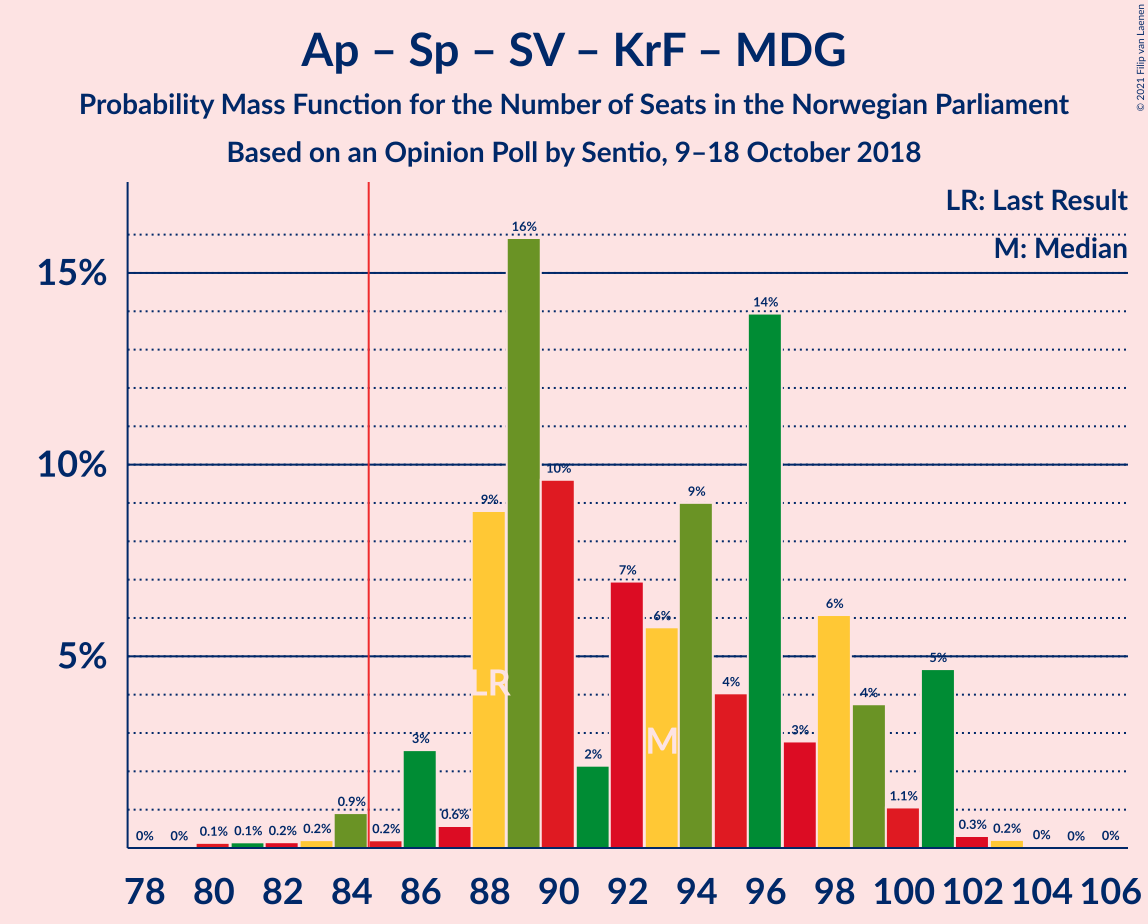 Ap – Sp – SV – KrF – MDG
Probability Mass Function for the Number of Seats in the Norwegian Parliament
Based on an Opinion Poll by Sentio, 9–18 October 2018
© 2021 Filip van Laenen
LR: Last Result
M: Median
15%
10%
5%
0% 0% 0.1% 0.1% 0.2% 0.2% 0.9% 0.2% 3% 0.6% 9% 16% 10% 2% 7% 6% 9% 4% 14% 3% 6% 4% 1.1% 5% 0.3% 0.2% 0% 0% 0%
LR
M
78 80 82 84 86 88 90 92 94 96 98 100 102 104 106